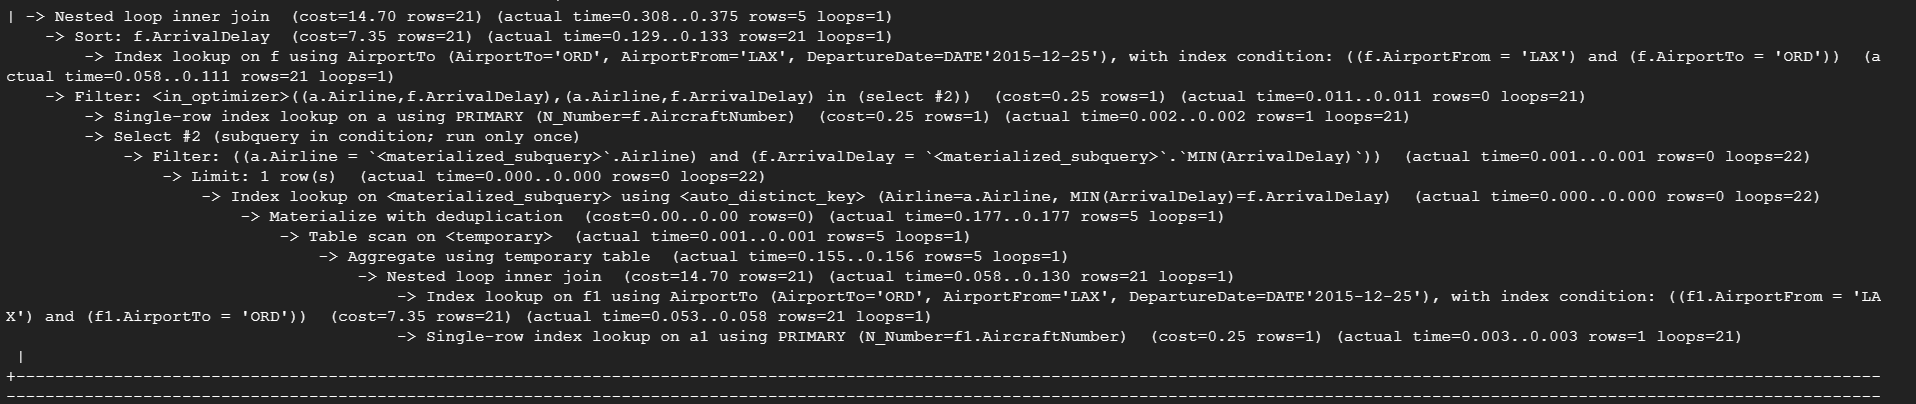 | -> Nested loop inner join  (cost=14.70 rows=21) (actual time=0.308..0.375 rows=5 loops=1)
    -> Sort: f.ArrivalDelay  (cost=7.35 rows=21) (actual time=0.129..0.133 rows=21 loops=1)
        -> Index lookup on f using AirportTo (AirportTo='ORD', AirportFrom='LAX', DepartureDate=DATE'2015-12-25'), with index condition: ((f.AirportFrom = 'LAX') and (f.AirportTo = 'ORD'))  (a
ctual time=0.058..0.111 rows=21 loops=1)
    -> Filter: <in_optimizer>((a.Airline,f.ArrivalDelay),(a.Airline,f.ArrivalDelay) in (select #2))  (cost=0.25 rows=1) (actual time=0.011..0.011 rows=0 loops=21)
        -> Single-row index lookup on a using PRIMARY (N_Number=f.AircraftNumber)  (cost=0.25 rows=1) (actual time=0.002..0.002 rows=1 loops=21)
        -> Select #2 (subquery in condition; run only once)
            -> Filter: ((a.Airline = `<materialized_subquery>`.Airline) and (f.ArrivalDelay = `<materialized_subquery>`.`MIN(ArrivalDelay)`))  (actual time=0.001..0.001 rows=0 loops=22)
                -> Limit: 1 row(s)  (actual time=0.000..0.000 rows=0 loops=22)
                    -> Index lookup on <materialized_subquery> using <auto_distinct_key> (Airline=a.Airline, MIN(ArrivalDelay)=f.ArrivalDelay)  (actual time=0.000..0.000 rows=0 loops=22)
                        -> Materialize with deduplication  (cost=0.00..0.00 rows=0) (actual time=0.177..0.177 rows=5 loops=1)
                            -> Table scan on <temporary>  (actual time=0.001..0.001 rows=5 loops=1)
                                -> Aggregate using temporary table  (actual time=0.155..0.156 rows=5 loops=1)
                                    -> Nested loop inner join  (cost=14.70 rows=21) (actual time=0.058..0.130 rows=21 loops=1)
                                        -> Index lookup on f1 using AirportTo (AirportTo='ORD', AirportFrom='LAX', DepartureDate=DATE'2015-12-25'), with index condition: ((f1.AirportFrom = 'LA
X') and (f1.AirportTo = 'ORD'))  (cost=7.35 rows=21) (actual time=0.053..0.058 rows=21 loops=1)
                                        -> Single-row index lookup on a1 using PRIMARY (N_Number=f1.AircraftNumber)  (cost=0.25 rows=1) (actual time=0.003..0.003 rows=1 loops=21)
 |